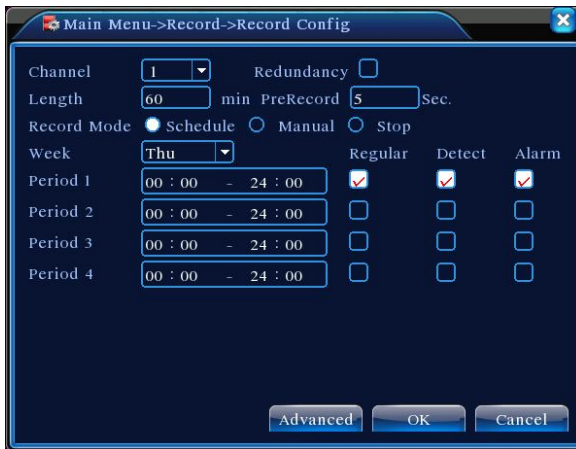 Main Menu->Record->Record Config
Channel 1 Redundancy
Length 60 min PreRecord 5 Sec.
Record Mode Schedule Manual Stop
Week Thu Regular Detect Alarm
Period 1 00 : 00 - 24 : 00
Period 2 00 : 00 - 24 : 00
Period 3 00 : 00 - 24 : 00
Period 4 00 : 00 - 24 : 00
Advanced OK Cancel